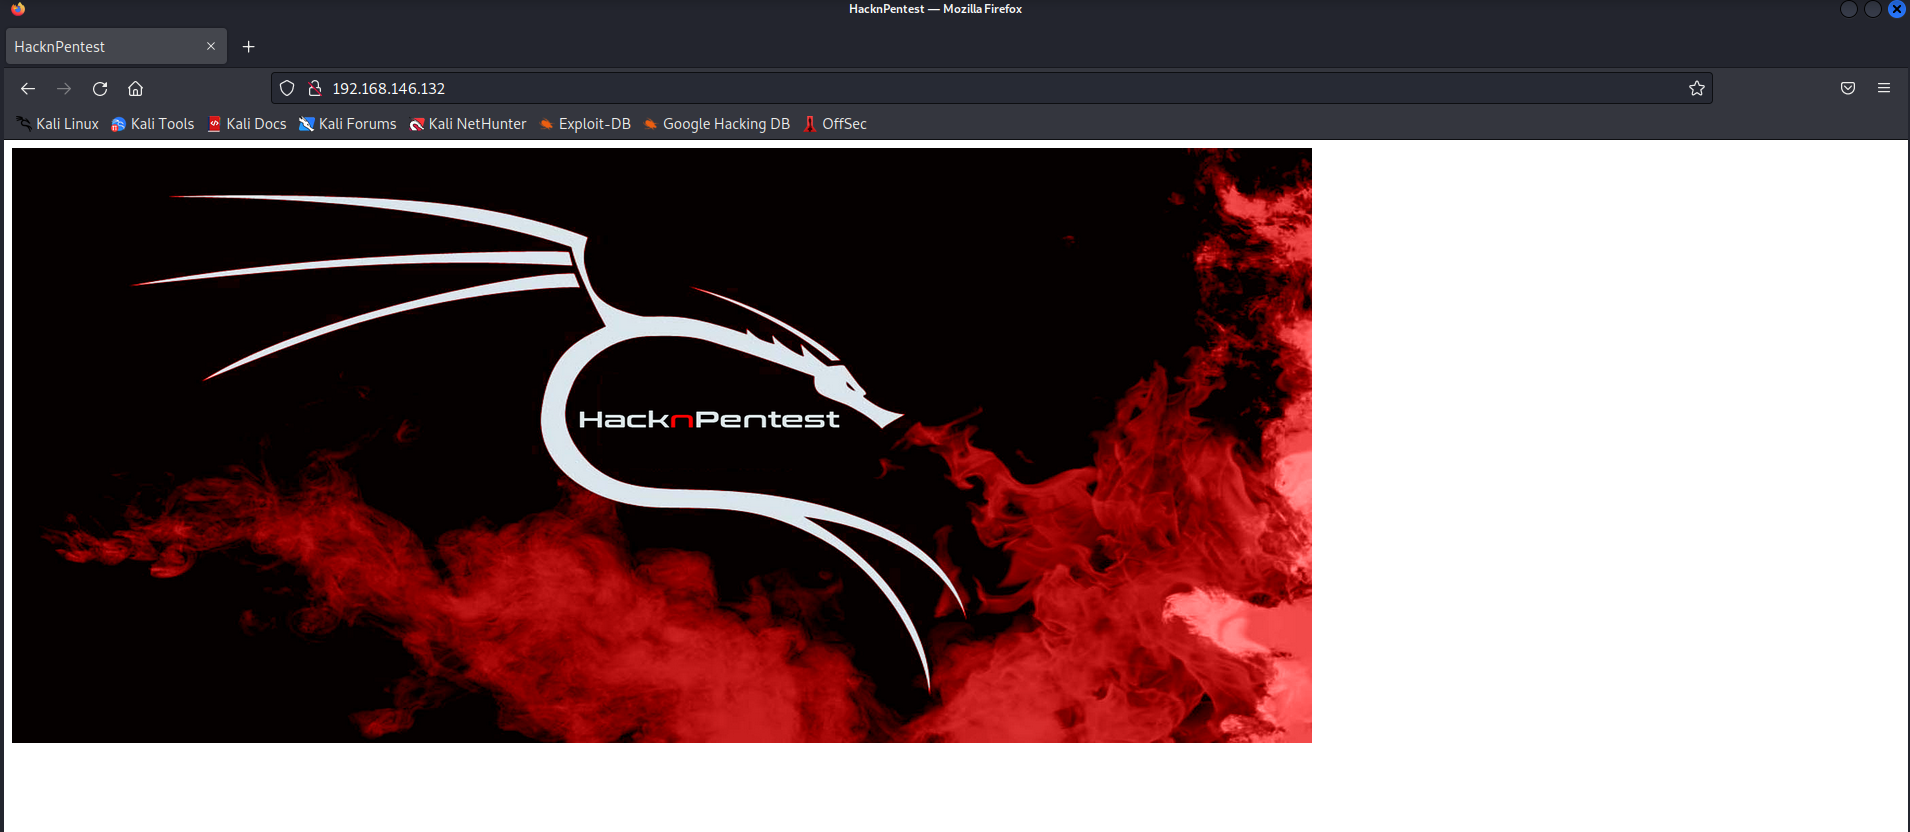 HacknPentest — Mozilla Firefox
HacknPentest
192.168.146.132
Kali Linux Kali Tools Kali Docs Kali Forums Kali NetHunter Exploit-DB Google Hacking DB OffSec
HacknPentest